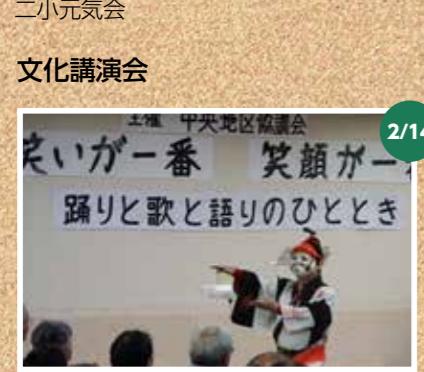 二小元気会
文化講演会
2/14
主催 中央地区協議会
笑いが一番 笑顔が一
踊りと歌と語りのひととき